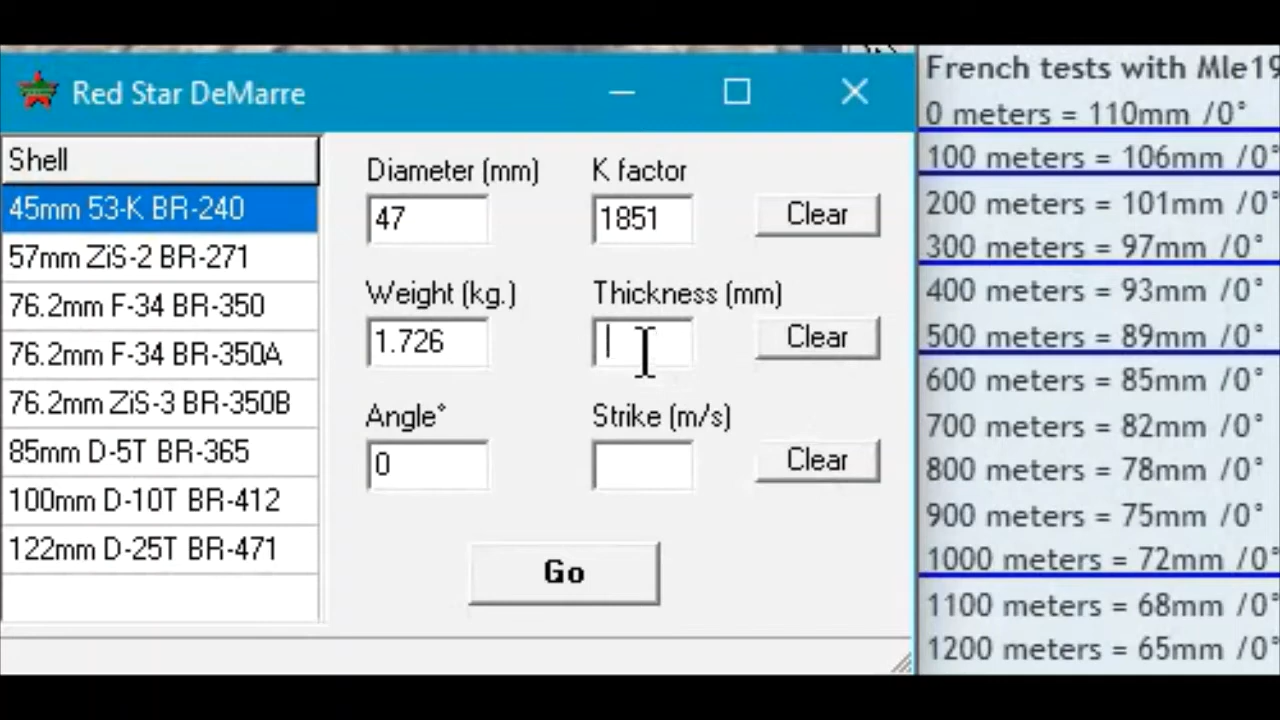 Red Star DeMarre
Shell
45mm 53-K BR-240
57mm ZiS-2 BR-271
76.2mm F-34 BR-350
76.2mm F-34 BR-350A
76.2mm ZiS-3 BR-350B
85mm D-5T BR-365
100mm D-10T BR-412
122mm D-25T BR-471
Diameter (mm)
47
K factor
1851
Clear
Weight (kg.)
1.726
Thickness (mm)
Clear
Angle°
0
Strike (m/s)
Clear
Go
French tests with Mle19
0 meters = 110mm /0°
100 meters = 106mm /0°
200 meters = 101mm /0°
300 meters = 97mm /0°
400 meters = 93mm /0°
500 meters = 89mm /0°
600 meters = 85mm /0°
700 meters = 82mm /0°
800 meters = 78mm /0°
900 meters = 75mm /0°
1000 meters = 72mm /0°
1100 meters = 68mm /0°
1200 meters = 65mm /0°